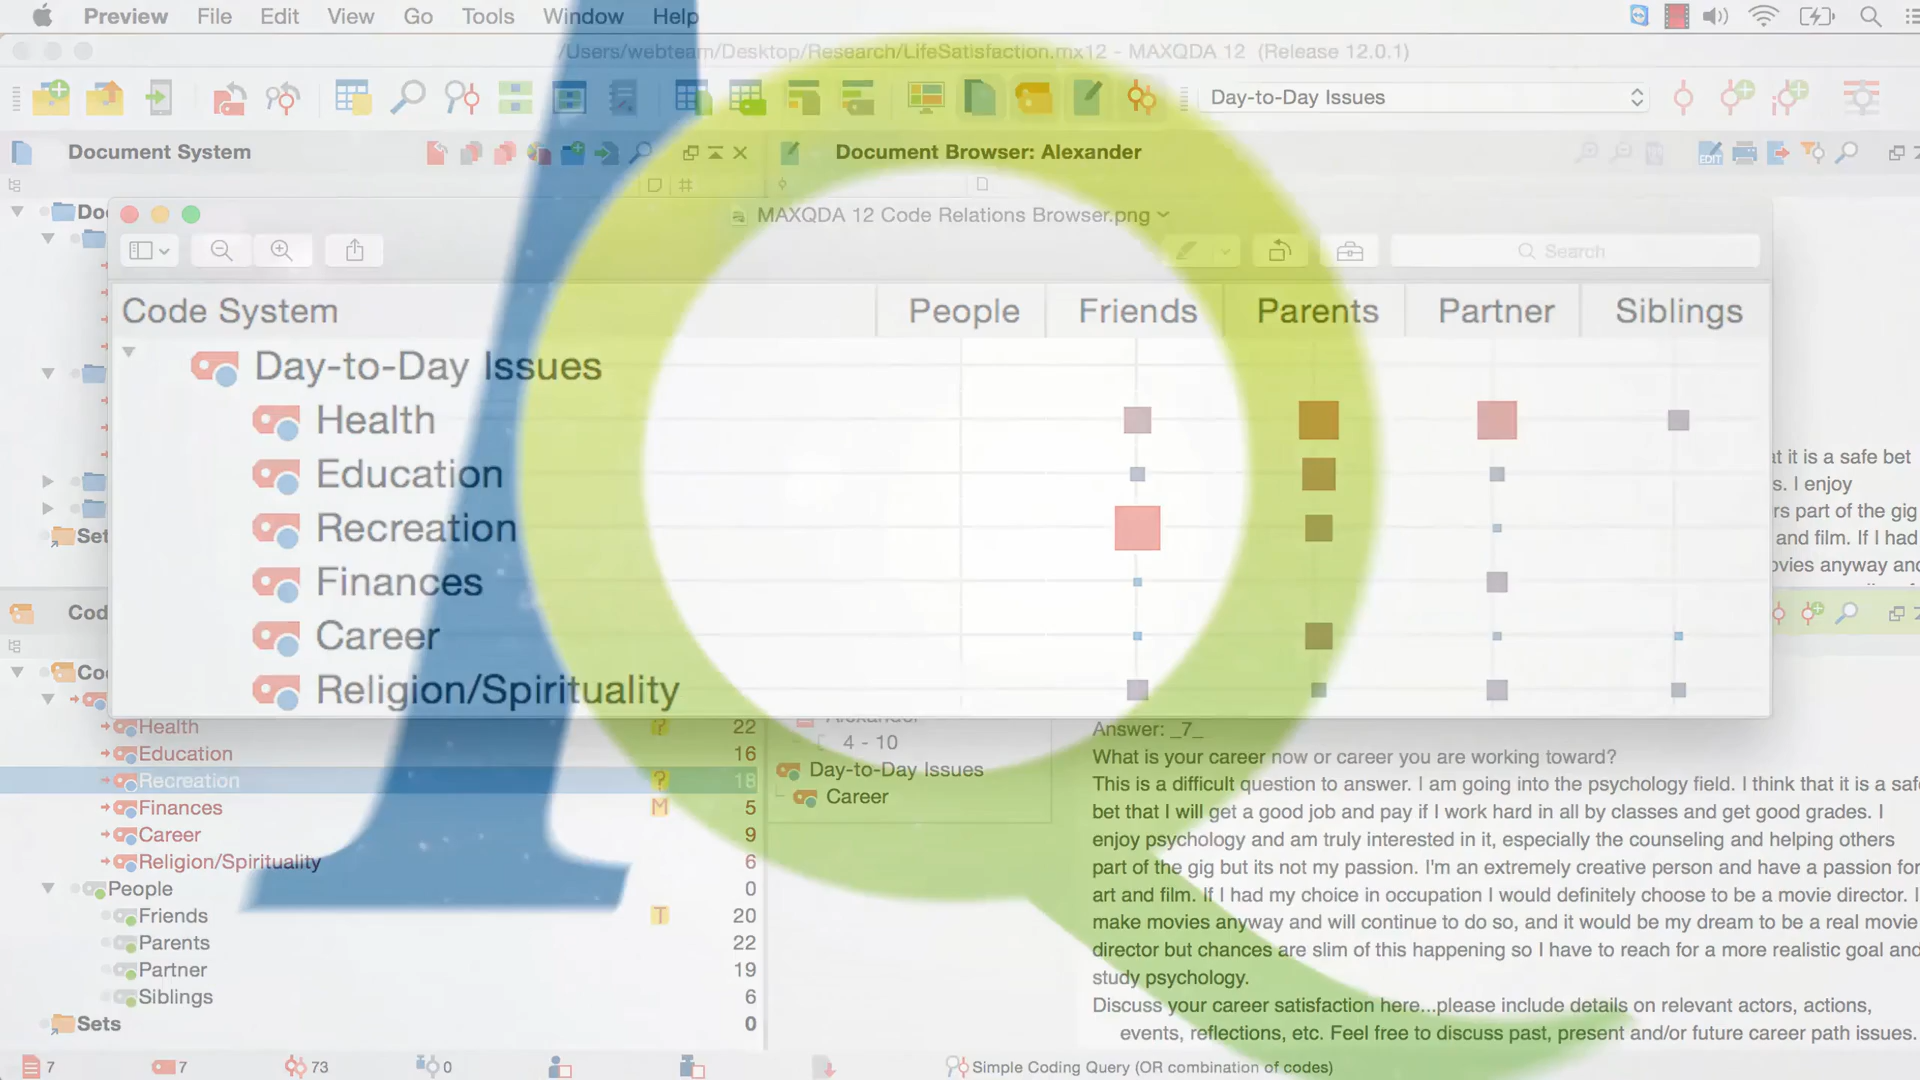 Preview File Edit View Go Tools Window Help
/Users/webteam/Desktop/Research/LifeSatisfaction.mx12 - MAXQDA 12 (Release 12.0.1)
Day-to-Day Issues
Document System
Document Browser: Alexander
EDIT
#
Doc
MAXQDA 12 Code Relations Browser.png
Search
Code System People Friends Parents Partner Siblings
Day-to-Day Issues
Health
Education
Recreation
Finances
Career
Religion/Spirituality
it it is a safe bet
s. I enjoy
rs part of the gig
and film. If I had
ovies anyway and
Set
Cod
Co
Health ? 22
Education 16
Recreation ? 18
Finances M 5
Career 9
Religion/Spirituality 6
People 0
Friends T 20
Parents 22
Partner 19
Siblings 6
Sets 0
Alexander
4 - 10
Day-to-Day Issues
Career
Answer: _7_
What is your career now or career you are working toward?
This is a difficult question to answer. I am going into the psychology field. I think that it is a safe
bet that I will get a good job and pay if I work hard in all by classes and get good grades. I
enjoy psychology and am truly interested in it, especially the counseling and helping others
part of the gig but its not my passion. I'm an extremely creative person and have a passion for
art and film. If I had my choice in occupation I would definitely choose to be a movie director. I
make movies anyway and will continue to do so, and it would be my dream to be a real movie
director but chances are slim of this happening so I have to reach for a more realistic goal and
study psychology.
Discuss your career satisfaction here...please include details on relevant actors, actions,
events, reflections, etc. Feel free to discuss past, present and/or future career path issues.
7 7 73 0
Simple Coding Query (OR combination of codes)